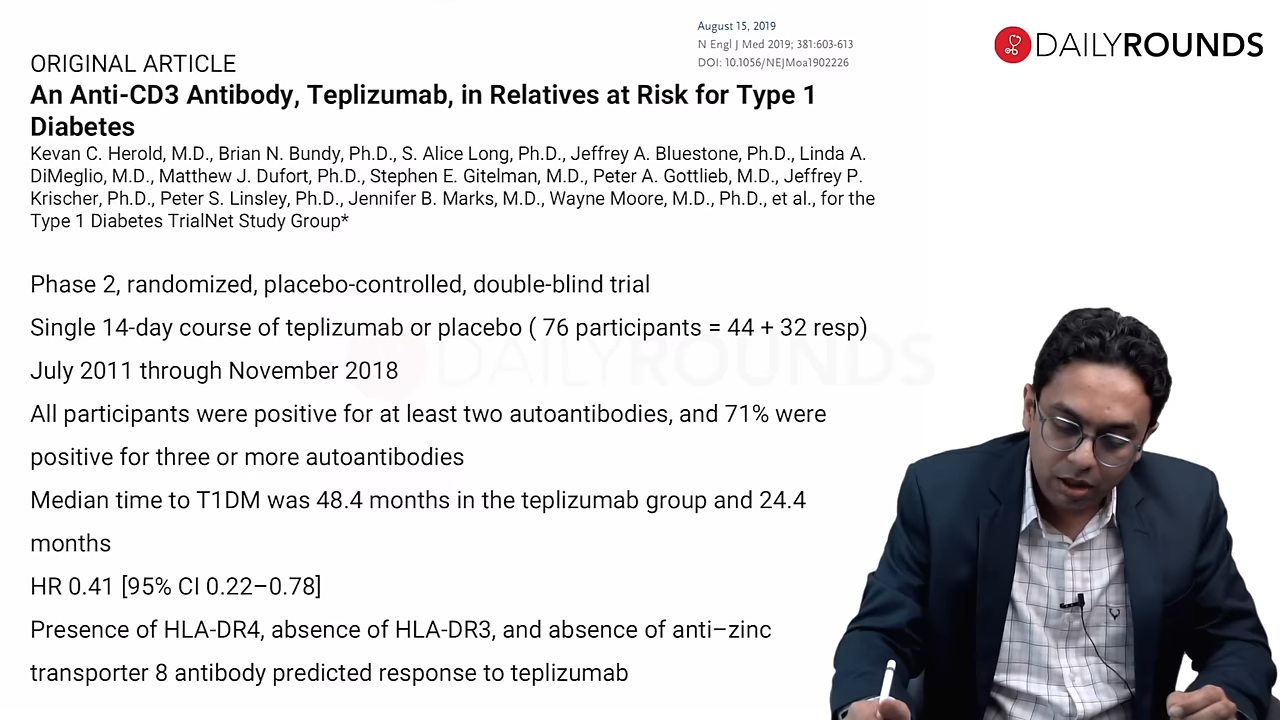 August 15, 2019
N Engl J Med 2019; 381:603-613
DOI: 10.1056/NEJMoa1902226
DAILYROUNDS
ORIGINAL ARTICLE
An Anti-CD3 Antibody, Teplizumab, in Relatives at Risk for Type 1
Diabetes
Kevan C. Herold, M.D., Brian N. Bundy, Ph.D., S. Alice Long, Ph.D., Jeffrey A. Bluestone, Ph.D., Linda A.
DiMeglio, M.D., Matthew J. Dufort, Ph.D., Stephen E. Gitelman, M.D., Peter A. Gottlieb, M.D., Jeffrey P.
Krischer, Ph.D., Peter S. Linsley, Ph.D., Jennifer B. Marks, M.D., Wayne Moore, M.D., Ph.D., et al., for the
Type 1 Diabetes TrialNet Study Group*
Phase 2, randomized, placebo-controlled, double-blind trial
Single 14-day course of teplizumab or placebo ( 76 participants = 44 + 32 resp)
DAILYROUNDS
July 2011 through November 2018
All participants were positive for at least two autoantibodies, and 71% were
positive for three or more autoantibodies
Median time to T1DM was 48.4 months in the teplizumab group and 24.4
months
HR 0.41 [95% CI 0.22–0.78]
Presence of HLA-DR4, absence of HLA-DR3, and absence of anti–zinc
transporter 8 antibody predicted response to teplizumab